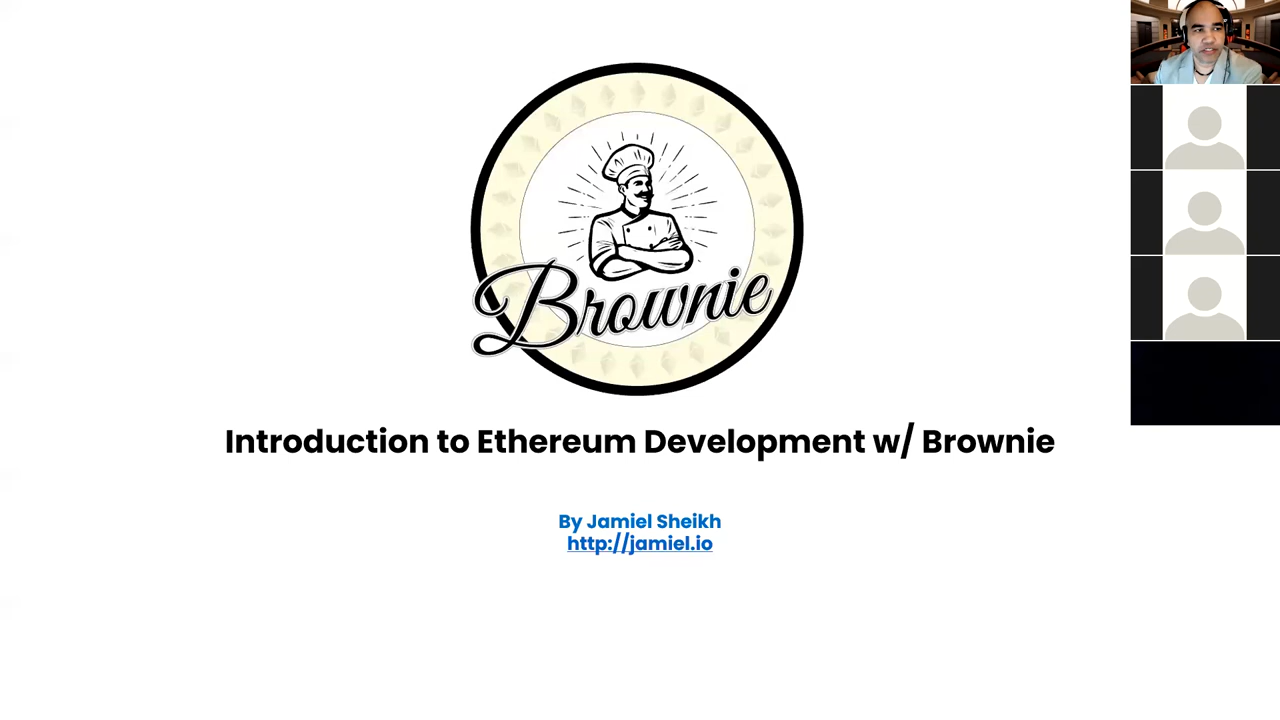 Brownie
Introduction to Ethereum Development w/ Brownie
By Jamiel Sheikh
http://jamiel.io